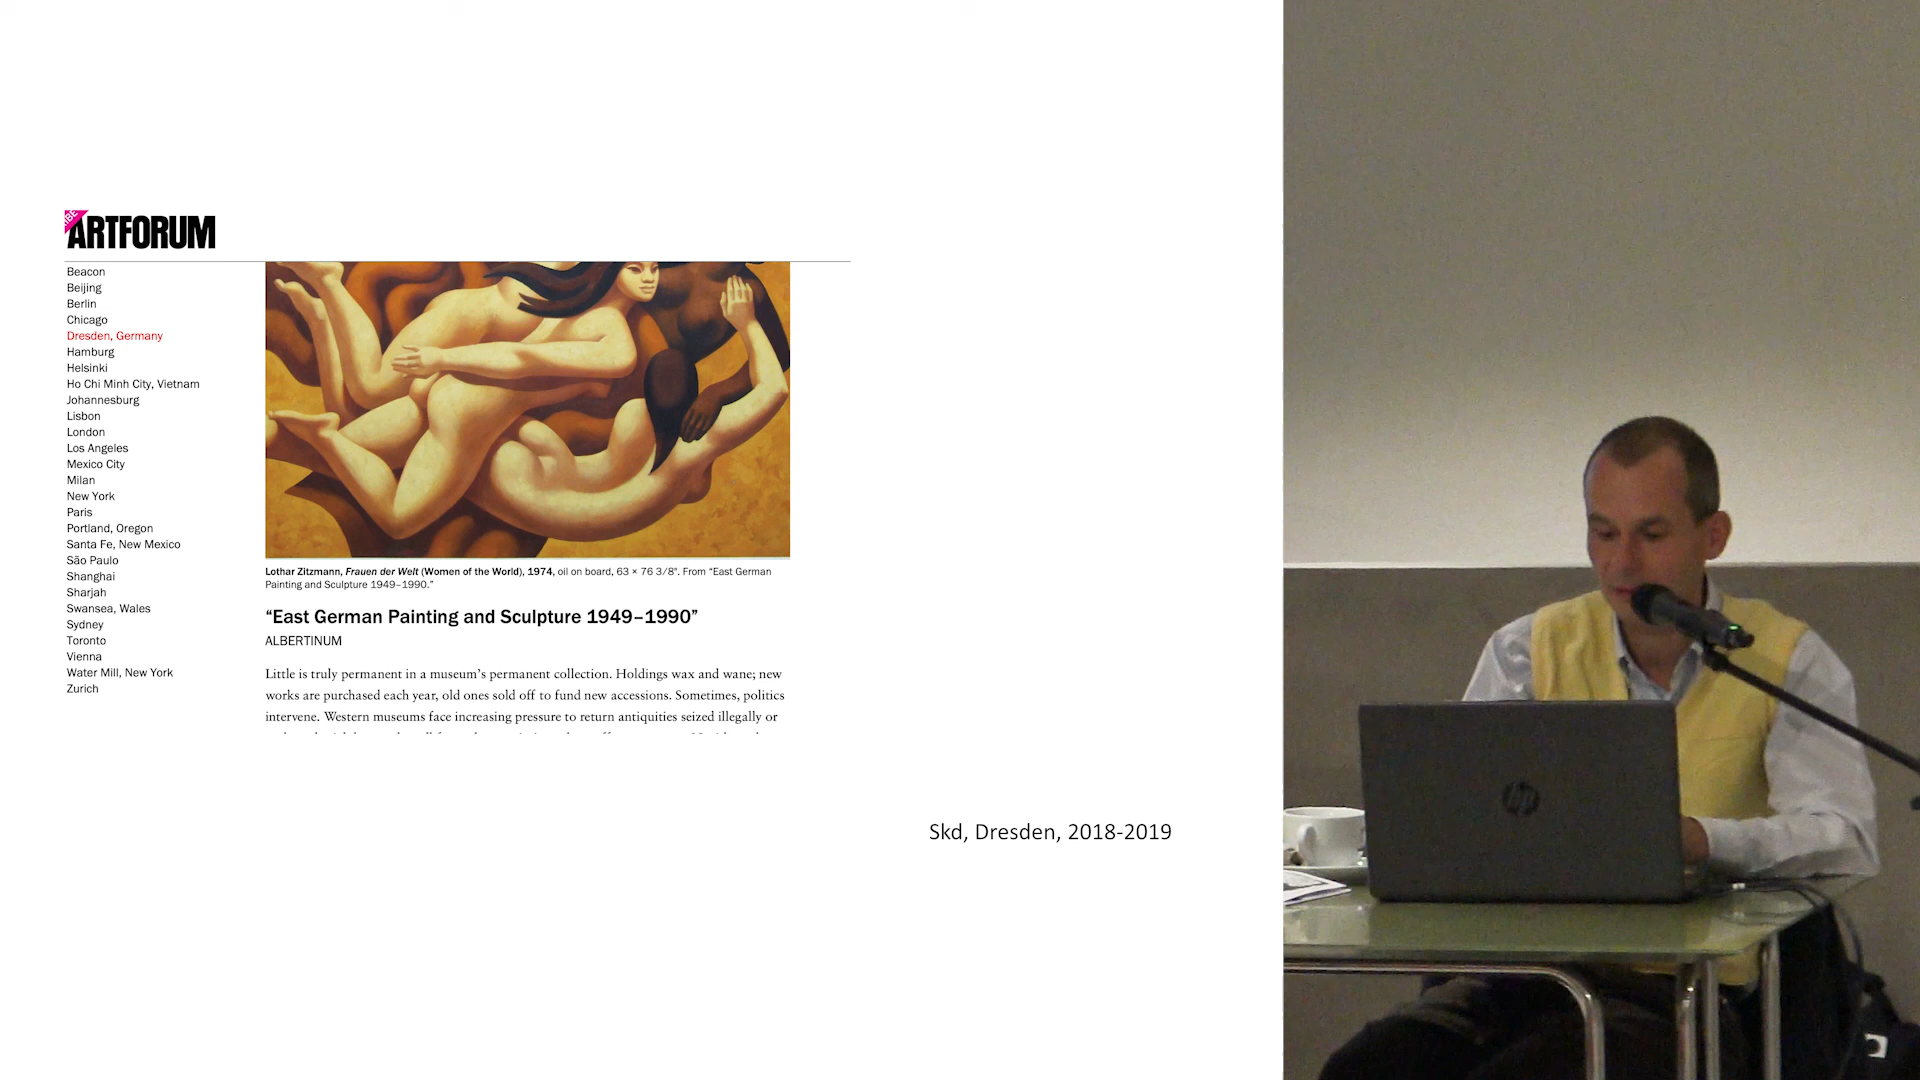 ARTFORUM
Beacon
Beijing
Berlin
Chicago
Dresden, Germany
Hamburg
Helsinki
Ho Chi Minh City, Vietnam
Johannesburg
Lisbon
London
Los Angeles
Mexico City
Milan
New York
Paris
Portland, Oregon
Santa Fe, New Mexico
São Paulo
Shanghai
Sharjah
Swansea, Wales
Sydney
Toronto
Vienna
Water Mill, New York
Zurich
Lothar Zitzmann, Frauen der Welt (Women of the World), 1974, oil on board, 63 × 76 3/8". From “East German
Painting and Sculpture 1949–1990.”
“East German Painting and Sculpture 1949–1990”
ALBERTINUM
Little is truly permanent in a museum’s permanent collection. Holdings wax and wane; new
works are purchased each year, old ones sold off to fund new accessions. Sometimes, politics
intervene. Western museums face increasing pressure to return antiquities seized illegally or
Skd, Dresden, 2018-2019
hp